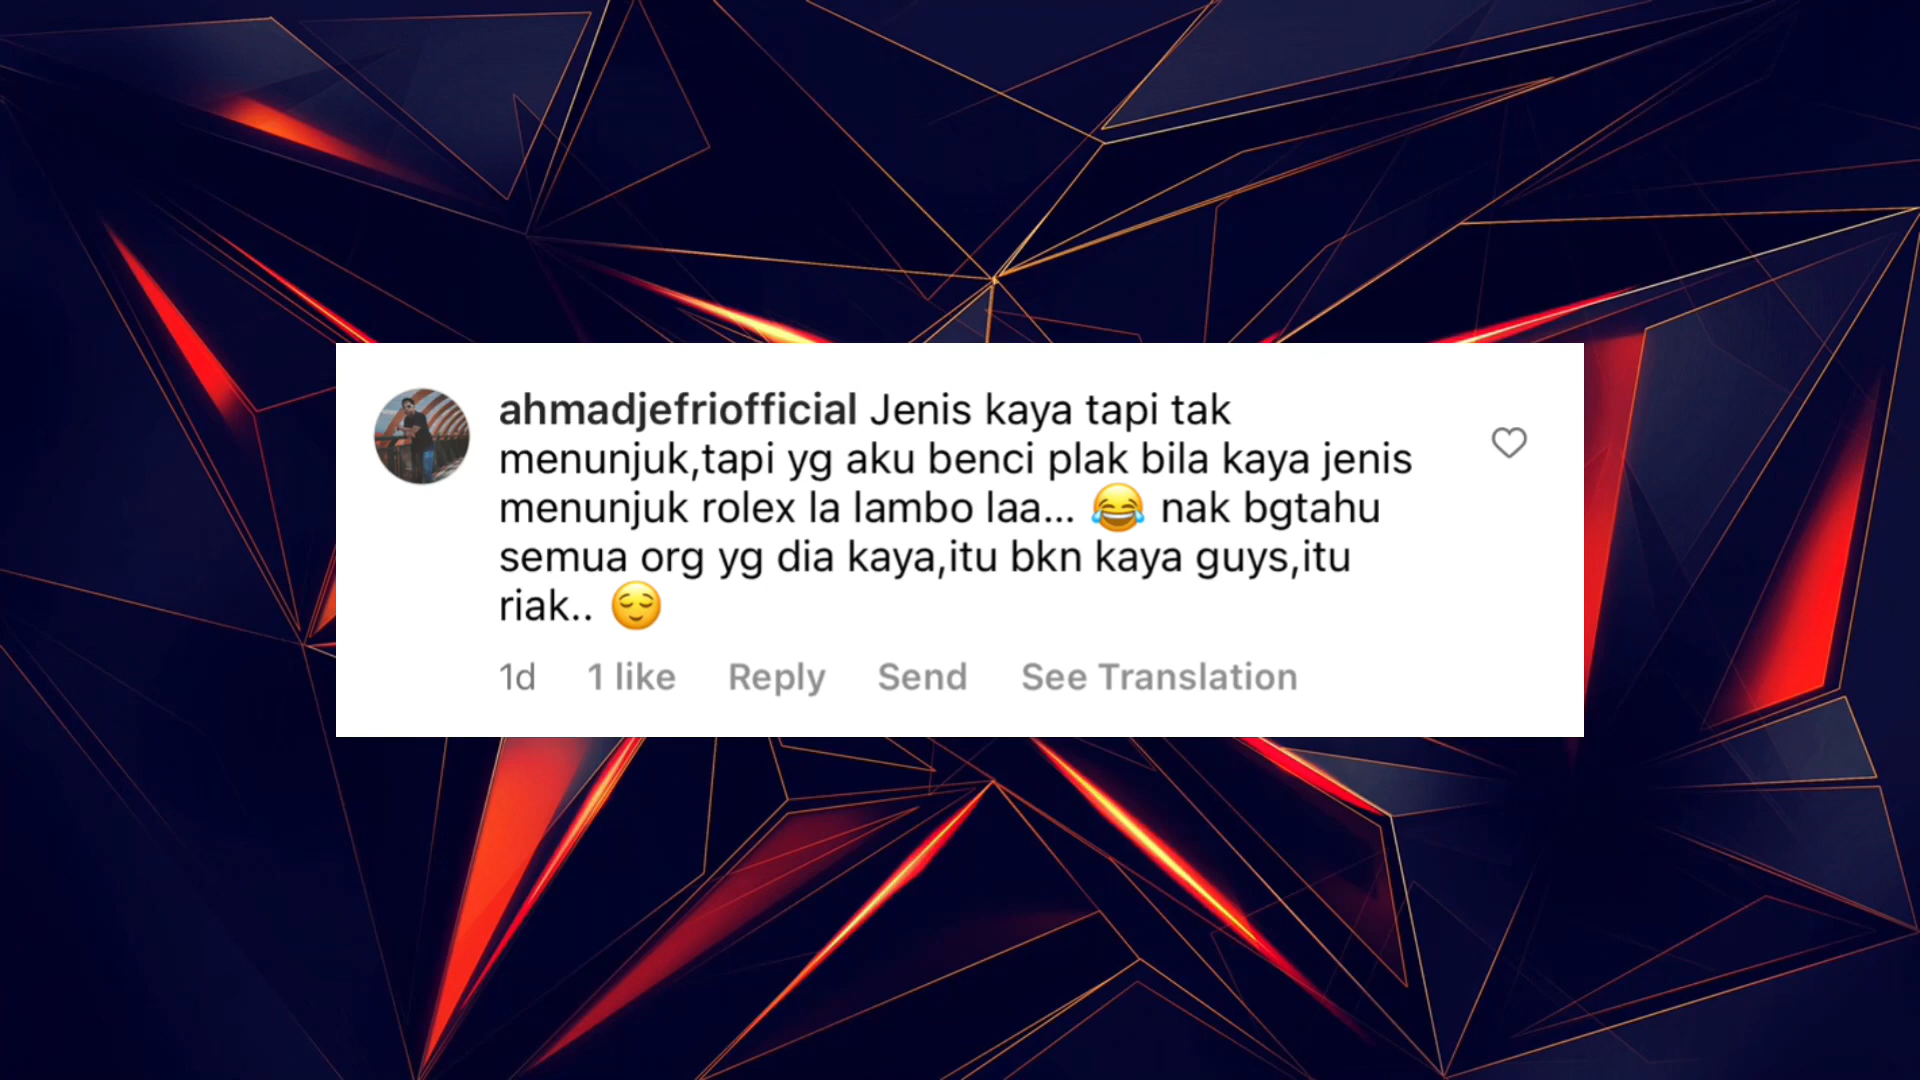 ahmadjefriofficial Jenis kaya tapi tak
menunjuk,tapi yg aku benci plak bila kaya jenis
menunjuk rolex la lambo laa... 😂 nak bgtahu
semua org yg dia kaya,itu bkn kaya guys,itu
riak.. 😌
1d 1 like Reply Send See Translation